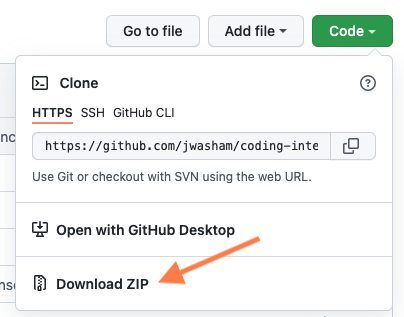 Go to file Add file Code
Clone
HTTPS SSH GitHub CLI
https://github.com/jwasham/coding-inte
Use Git or checkout with SVN using the web URL.
Open with GitHub Desktop
Download ZIP